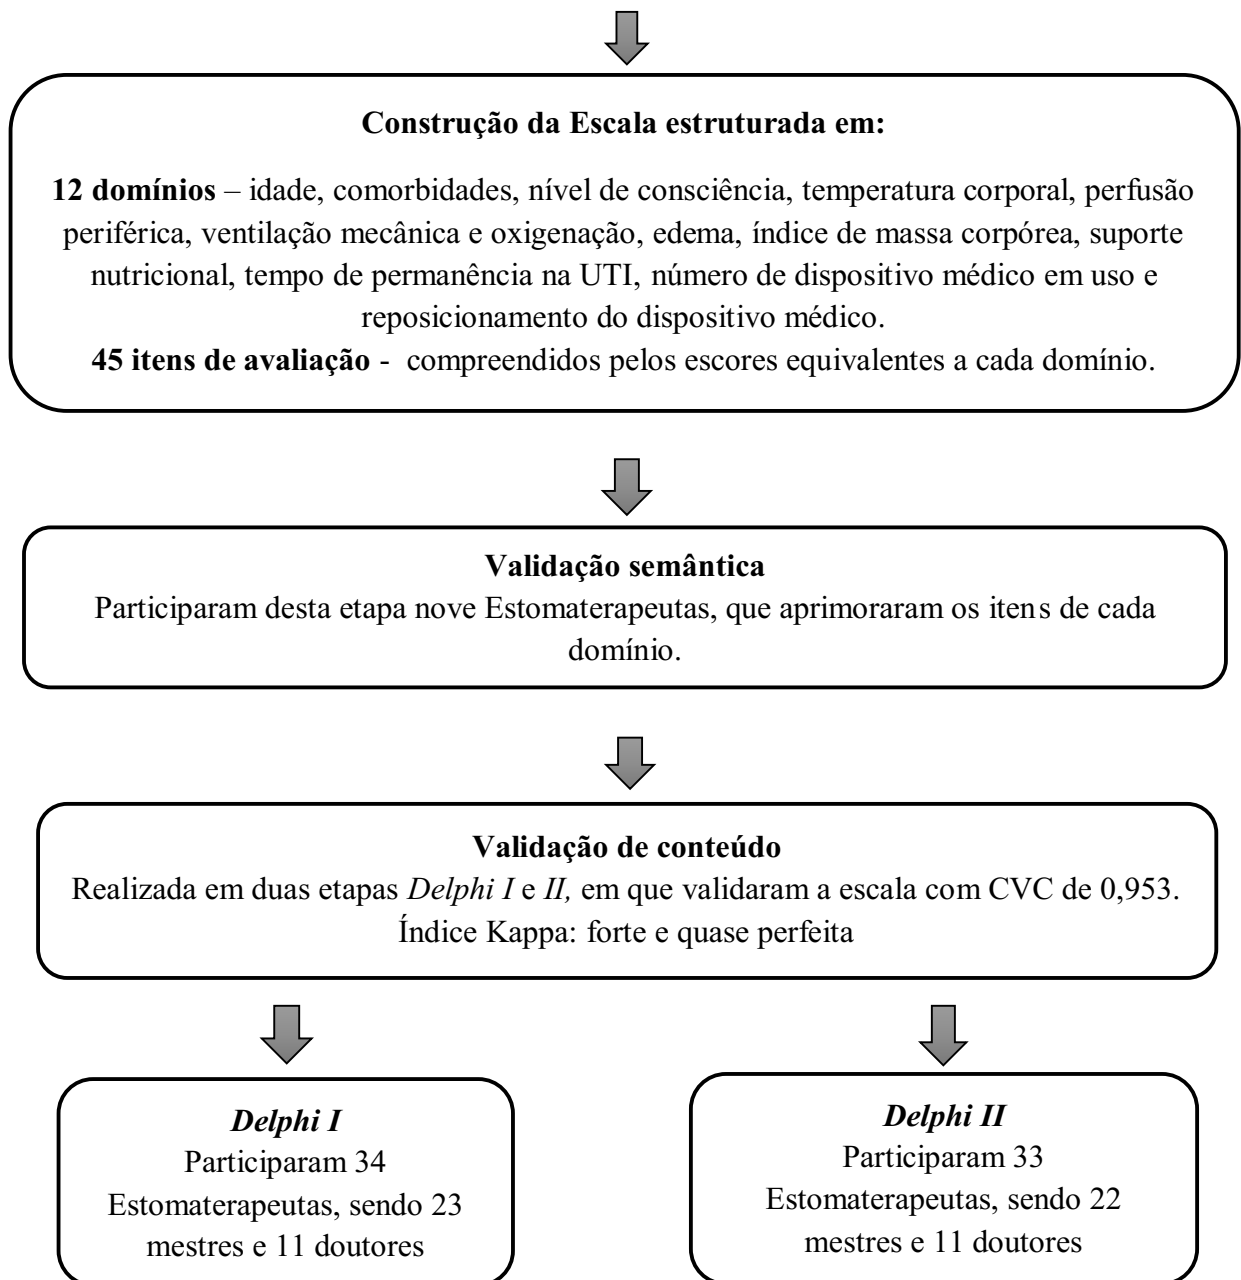 Construção da Escala estruturada em:
12 domínios – idade, comorbidades, nível de consciência, temperatura corporal, perfusão
periférica, ventilação mecânica e oxigenação, edema, índice de massa corpórea, suporte
nutricional, tempo de permanência na UTI, número de dispositivo médico em uso e
reposicionamento do dispositivo médico.
45 itens de avaliação - compreendidos pelos escores equivalentes a cada domínio.
Validação semântica
Participaram desta etapa nove Estomaterapeutas, que aprimoraram os itens de cada
domínio.
Validação de conteúdo
Realizada em duas etapas Delphi I e II, em que validaram a escala com CVC de 0,953.
Índice Kappa: forte e quase perfeita
Delphi I
Participaram 34
Estomaterapeutas, sendo 23
mestres e 11 doutores
Delphi II
Participaram 33
Estomaterapeutas, sendo 22
mestres e 11 doutores